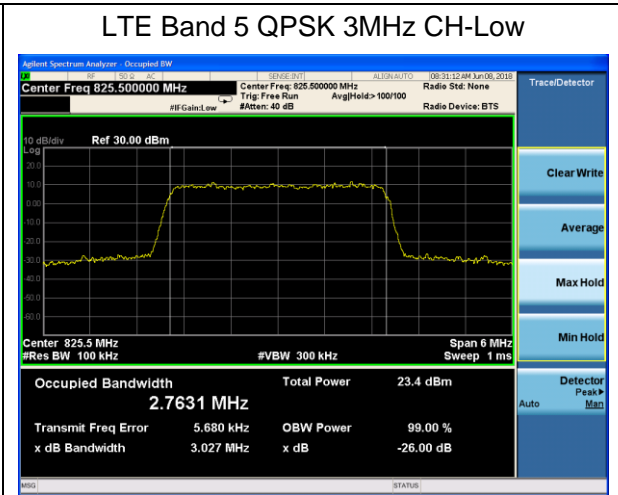 LTE Band 5 QPSK 3MHz CH-Low
Agilent Spectrum Analyzer - Occupied BW
LXI RF 50 Ω AC SENSE:INT ALIGNAUTO 08:31:12 AM Jun 08, 2018
Center Freq 825.500000 MHz
Center Freq: 825.500000 MHz Radio Std: None
Trig: Free Run Avg|Hold:> 100/100
#IFGain:Low #Atten: 40 dB Radio Device: BTS
Trace/Detector
10 dB/div Ref 30.00 dBm
Log
20.0
10.0
0.00
-10.0
-20.0
-30.0
-40.0
-50.0
-60.0
Clear Write
Average
Max Hold
Min Hold
Center 825.5 MHz Span 6 MHz
#Res BW 100 kHz #VBW 300 kHz Sweep 1 ms
Occupied Bandwidth Total Power 23.4 dBm
2.7631 MHz
Transmit Freq Error 5.680 kHz OBW Power 99.00 %
x dB Bandwidth 3.027 MHz x dB -26.00 dB
Detector
Peak▶
Auto Man
MSG STATUS